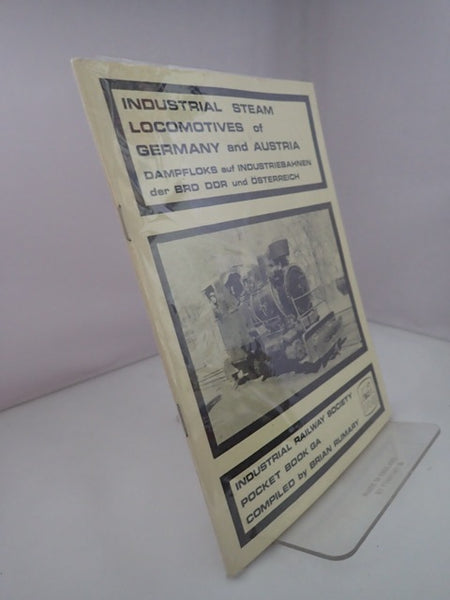 INDUSTRIAL STEAM
LOCOMOTIVES of
GERMANY and AUSTRIA
DAMPFLOKS auf INDUSTRIEBAHNEN
der BRD DDR und ÖSTERREICH
INDUSTRIAL RAILWAY SOCIETY
POCKET BOOK GA
COMPILED by BRIAN RUMARY